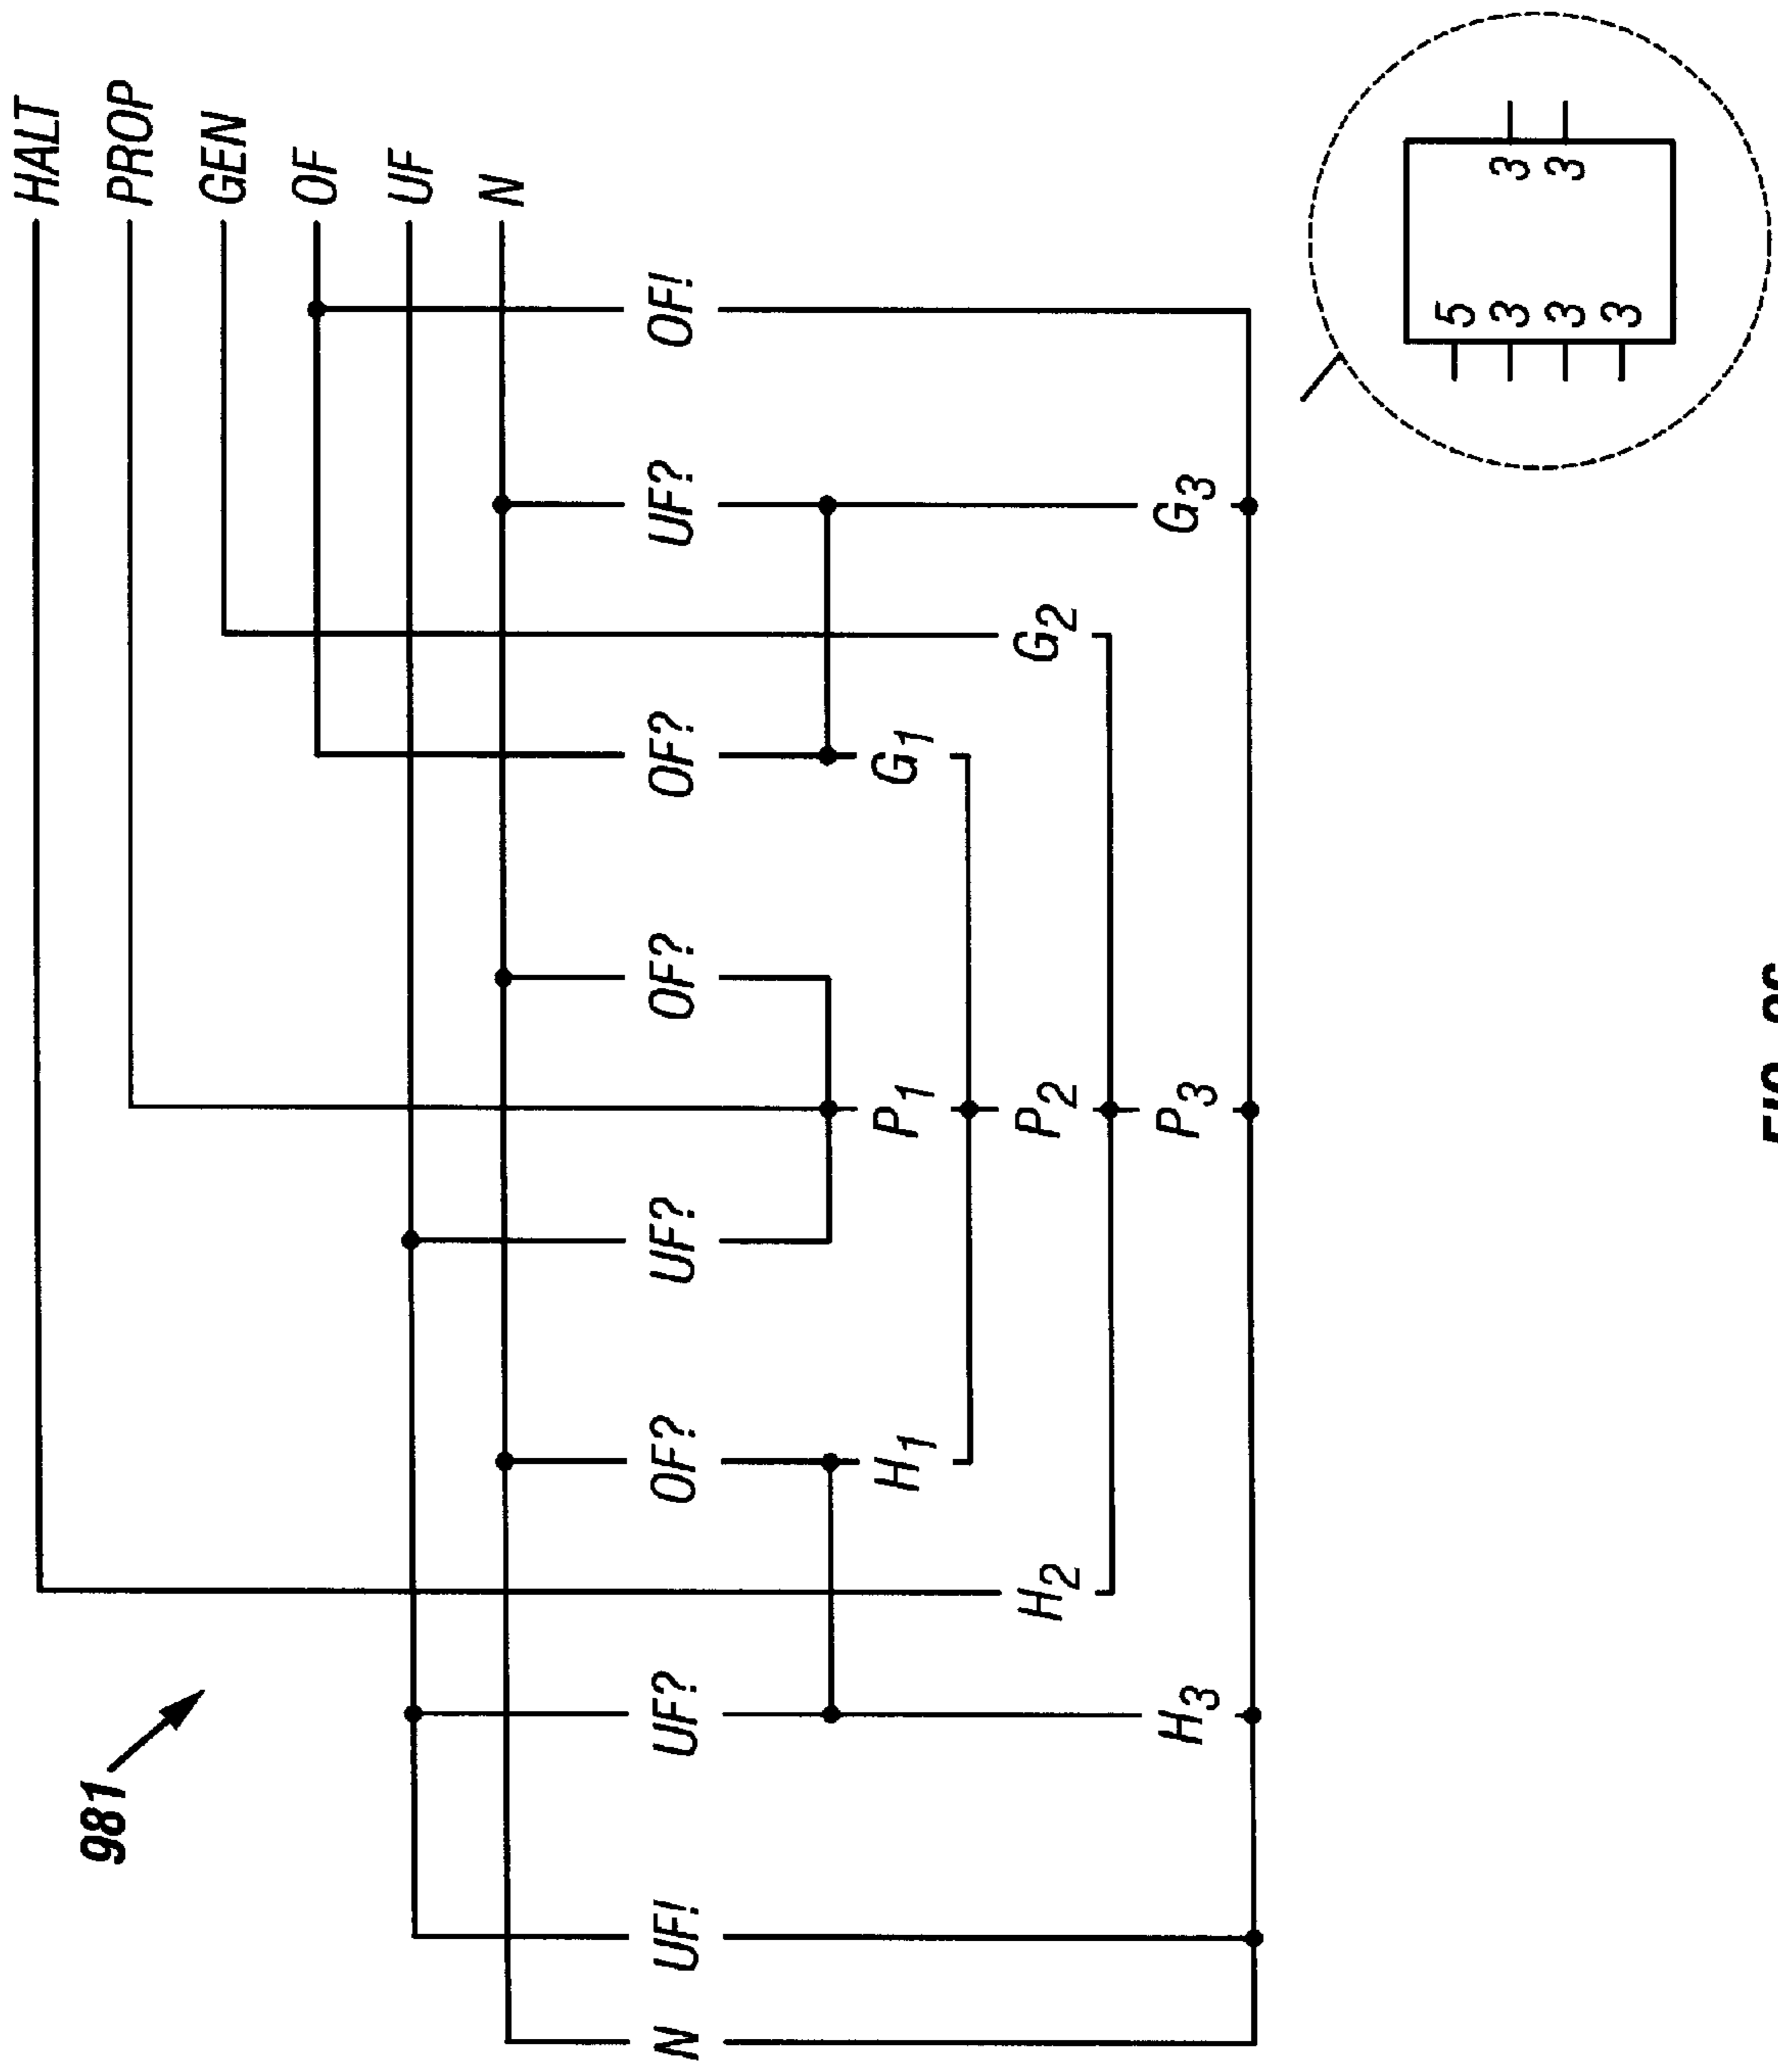 981
HALT
PROP
GEN
OF
UF
N
N UF! UF? OF? UF? OF? OF? UF? OF!
H1 P1 G1
H2 P2 G2
H3 P3 G3
5 3
3 3
3
3